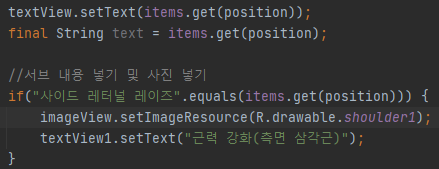 textView.setText(items.get(position));
final String text = items.get(position);
//서브 내용 넣기 및 사진 넣기
if("사이드 레터널 레이즈".equals(items.get(position))) {
imageView.setImageResource(R.drawable.shoulder1);
textView1.setText("근력 강화(측면 삼각근)");
}